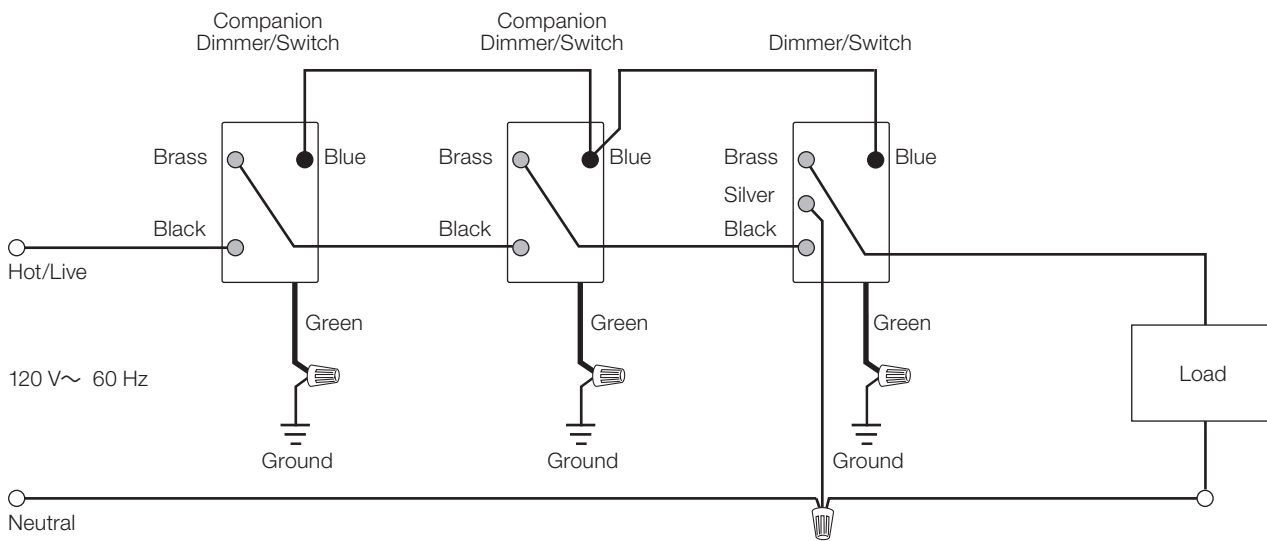 Companion
Dimmer/Switch
Companion
Dimmer/Switch
Dimmer/Switch
Brass
Blue
Brass
Blue
Brass
Blue
Silver
Black
Black
Black
Hot/Live
Green
Green
Green
120 V～ 60 Hz
Load
Ground
Ground
Ground
Neutral